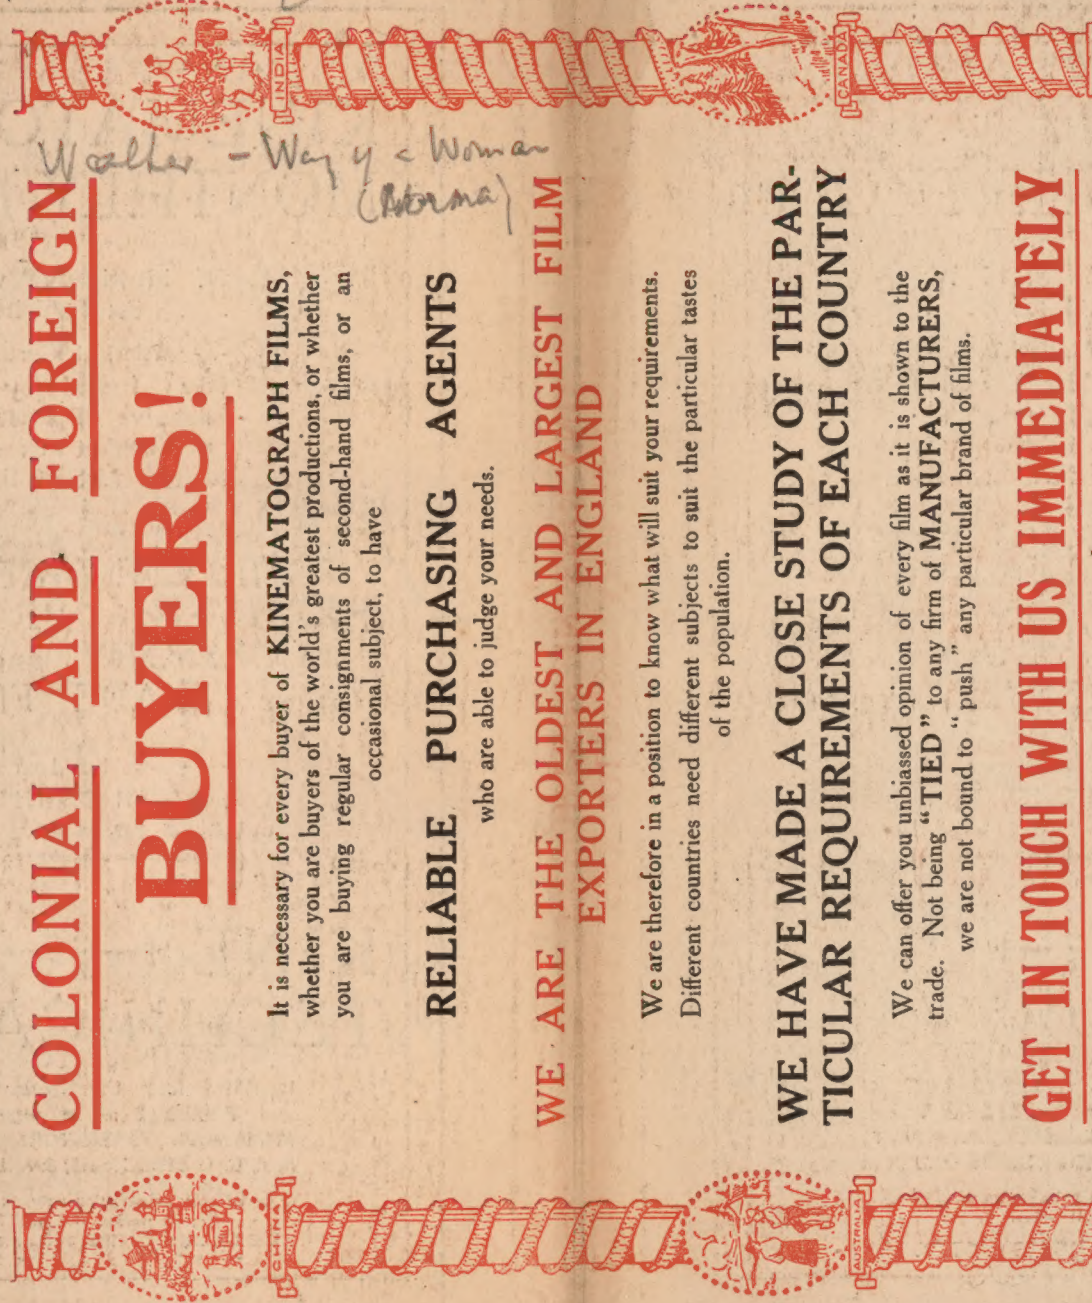 COLONIAL AND FOREIGN
BUYERS!
It is necessary for every buyer of KINEMATOGRAPH FILMS,
whether you are buyers of the world's greatest productions, or whether
you are buying regular consignments of second-hand films, or an
occasional subject, to have
RELIABLE PURCHASING AGENTS
who are able to judge your needs.
WE ARE THE OLDEST AND LARGEST FILM
EXPORTERS IN ENGLAND
We are therefore in a position to know what will suit your requirements.
Different countries need different subjects to suit the particular tastes
of the population.
WE HAVE MADE A CLOSE STUDY OF THE PAR-
TICULAR REQUIREMENTS OF EACH COUNTRY
We can offer you unbiassed opinion of every film as it is shown to the
trade. Not being "TIED" to any firm of MANUFACTURERS,
we are not bound to "push" any particular brand of films.
GET IN TOUCH WITH US IMMEDIATELY
CHINA
AUSTRALIA
INDIA
CANADA
- Way of a Woman
(Norma)